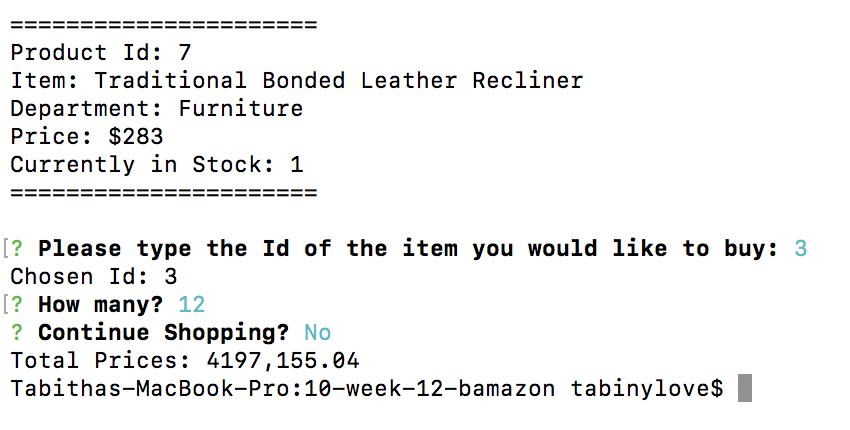 ======================
Product Id: 7
Item: Traditional Bonded Leather Recliner
Department: Furniture
Price: $283
Currently in Stock: 1
======================
[? Please type the Id of the item you would like to buy: 3
Chosen Id: 3
[? How many? 12
? Continue Shopping? No
Total Prices: 4197,155.04
Tabithas-MacBook-Pro:10-week-12-bamazon tabinylove$